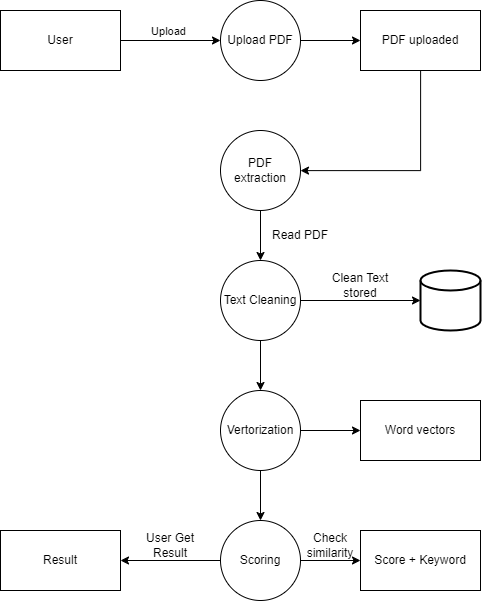 User
Upload
Upload PDF
PDF uploaded
PDF
extraction
Read PDF
Text Cleaning
Clean Text
stored
Vertorization
Word vectors
Result
User Get
Result
Scoring
Check
similarity
Score + Keyword